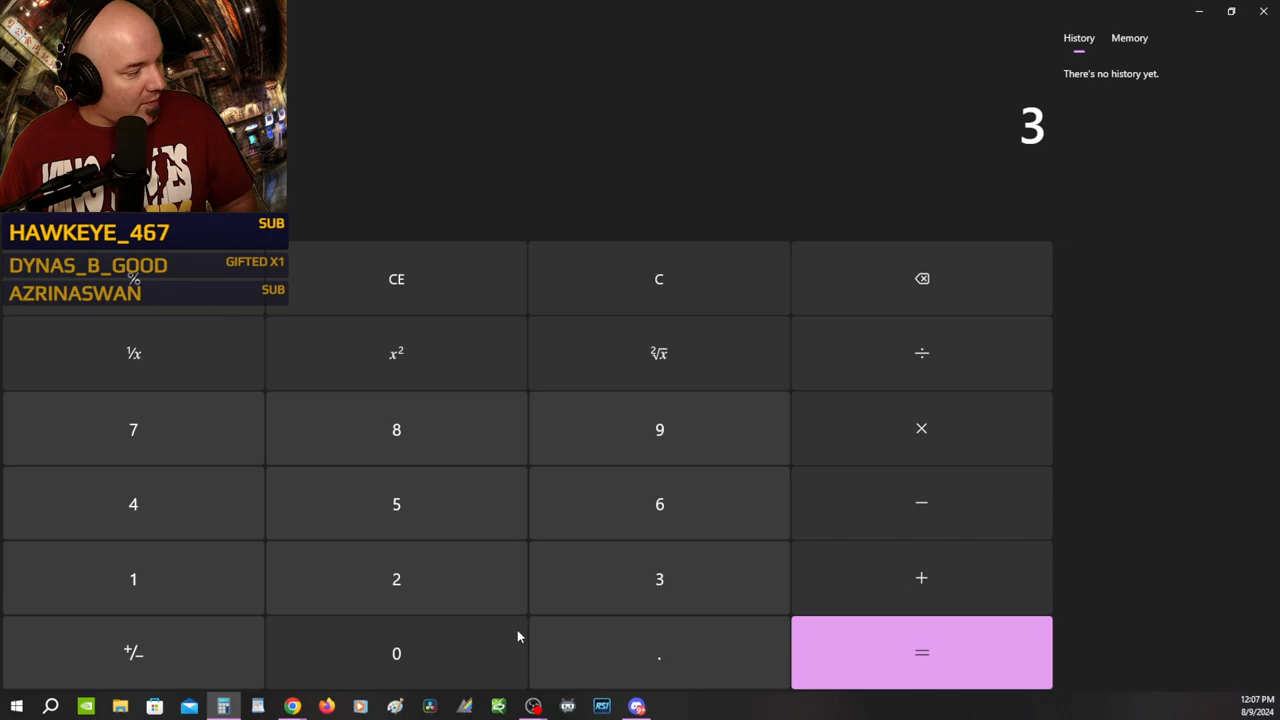 History Memory
There's no history yet.
3
HAWKEYE_467 SUB
DYNAS_B_GOOD GIFTED X1
AZRINASWAN SUB
% CE C
¹/x x² ²√x ÷
7 8 9 ×
4 5 6 −
1 2 3 +
+/− 0 . =
RSI
12:07 PM
8/9/2024